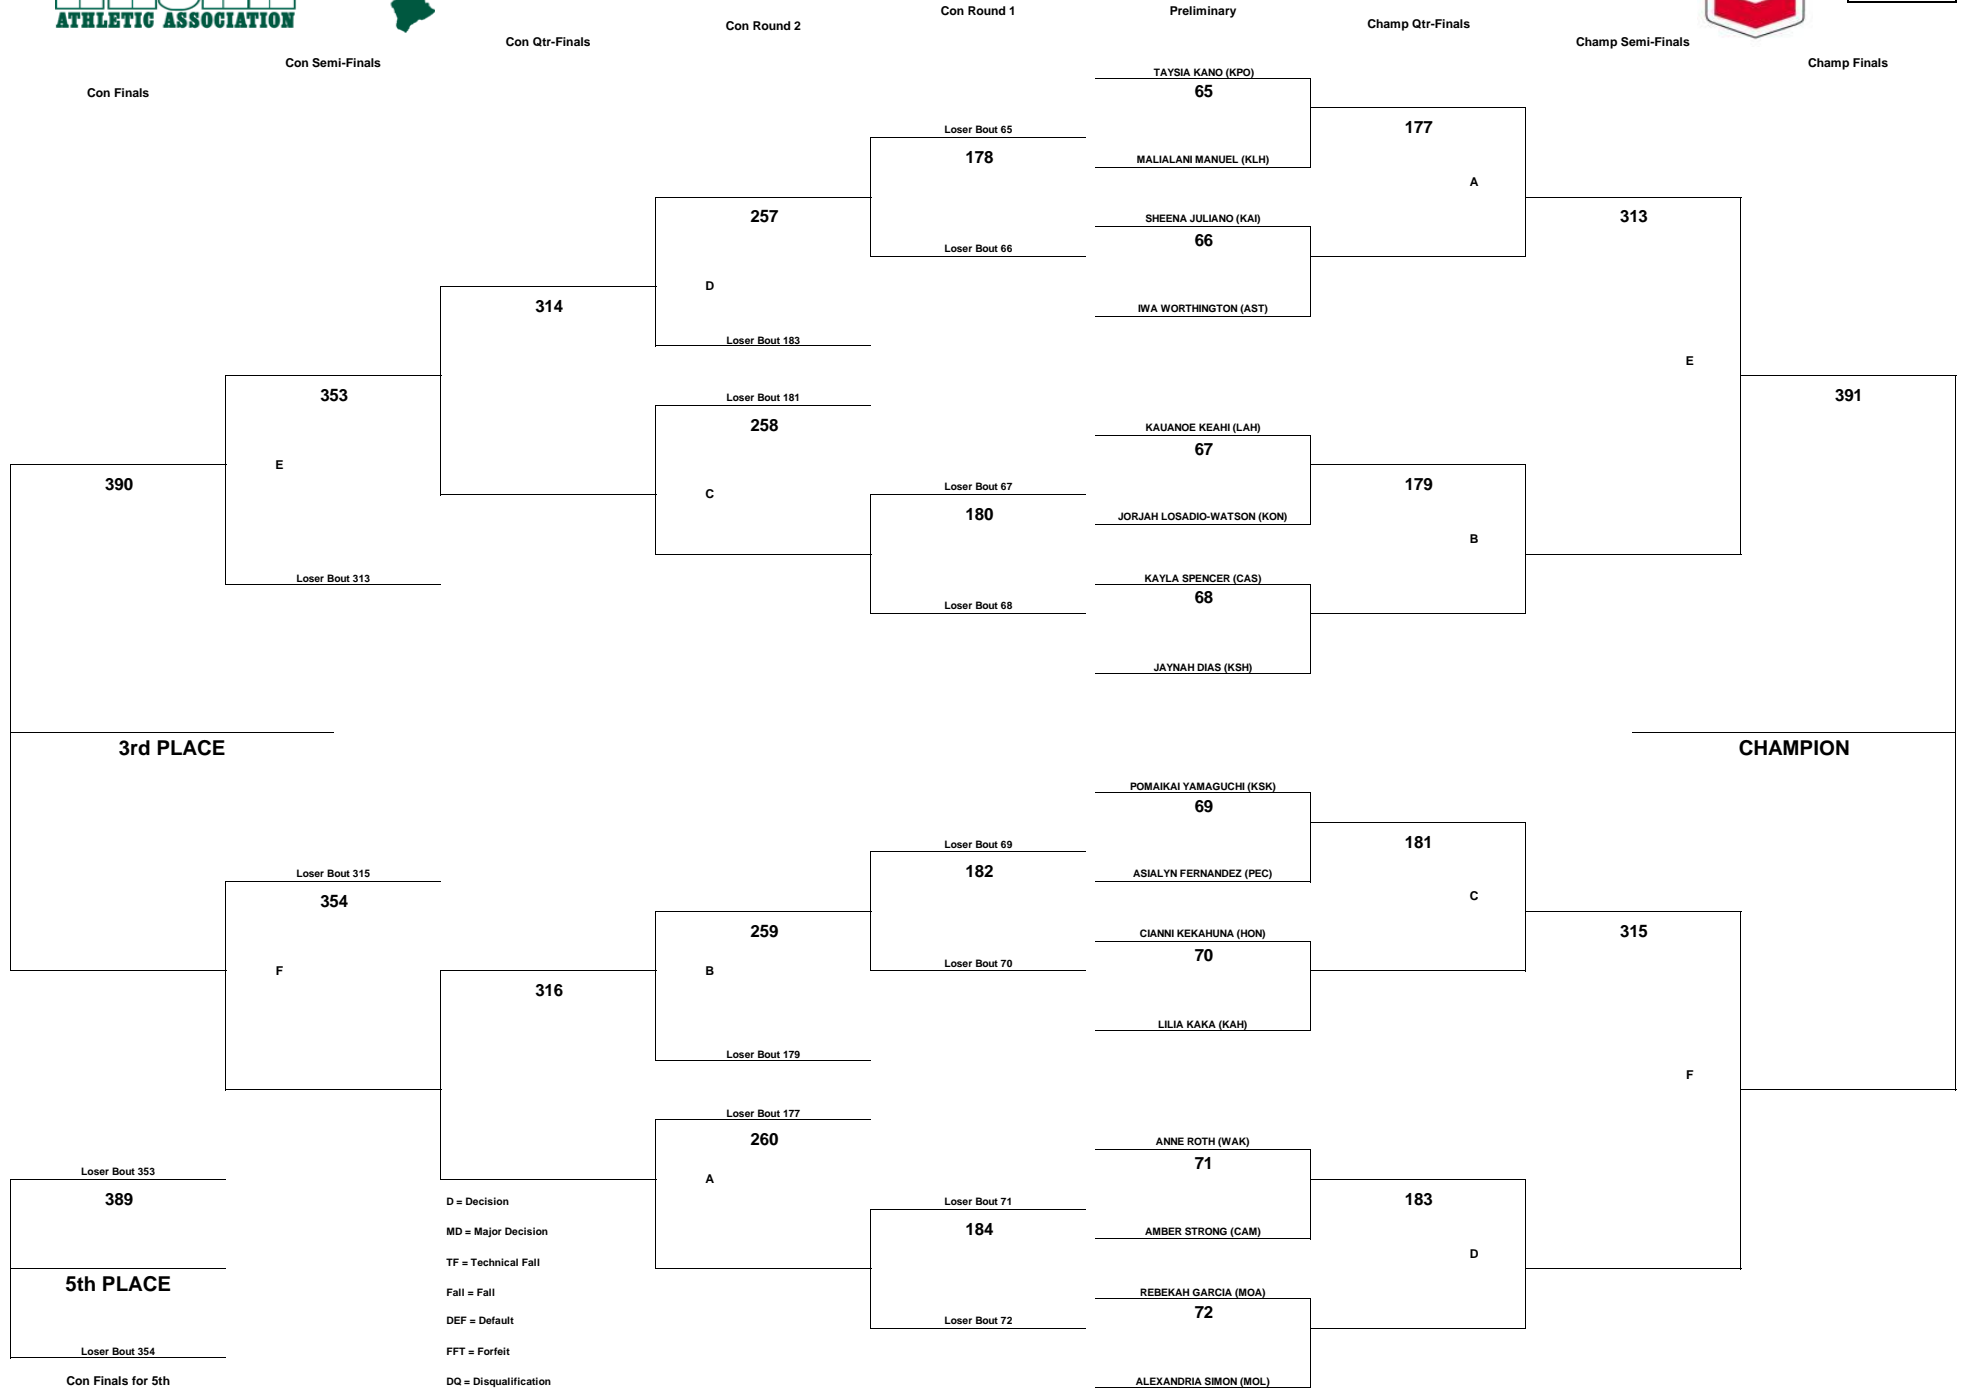 ATHLETIC ASSOCIATION
Con Round 1
Preliminary
Con Round 2
Champ Qtr-Finals
Con Qtr-Finals
Champ Semi-Finals
Con Semi-Finals
Champ Finals
Con Finals
TAYSIA KANO (KPO)
65
Loser Bout 65
177
178
MALIALANI MANUEL (KLH)
A
257
SHEENA JULIANO (KAI)
313
66
Loser Bout 66
D
314
IWA WORTHINGTON (AST)
Loser Bout 183
E
353
Loser Bout 181
391
258
KAUANOE KEAHI (LAH)
67
E
390
Loser Bout 67
179
C
180
JORJAH LOSADIO-WATSON (KON)
B
Loser Bout 313
KAYLA SPENCER (CAS)
68
Loser Bout 68
JAYNAH DIAS (KSH)
3rd PLACE
CHAMPION
POMAIKAI YAMAGUCHI (KSK)
69
Loser Bout 69
181
Loser Bout 315
182
ASIALYN FERNANDEZ (PEC)
354
C
259
CIANNI KEKAHUNA (HON)
315
70
F
B
Loser Bout 70
316
LILIA KAKA (KAH)
Loser Bout 179
F
Loser Bout 177
260
ANNE ROTH (WAK)
71
Loser Bout 353
A
389
D = Decision
Loser Bout 71
183
MD = Major Decision
184
AMBER STRONG (CAM)
D
TF = Technical Fall
5th PLACE
Fall = Fall
REBEKAH GARCIA (MOA)
72
DEF = Default
Loser Bout 72
Loser Bout 354
FFT = Forfeit
Con Finals for 5th
DQ = Disqualification
ALEXANDRIA SIMON (MOL)